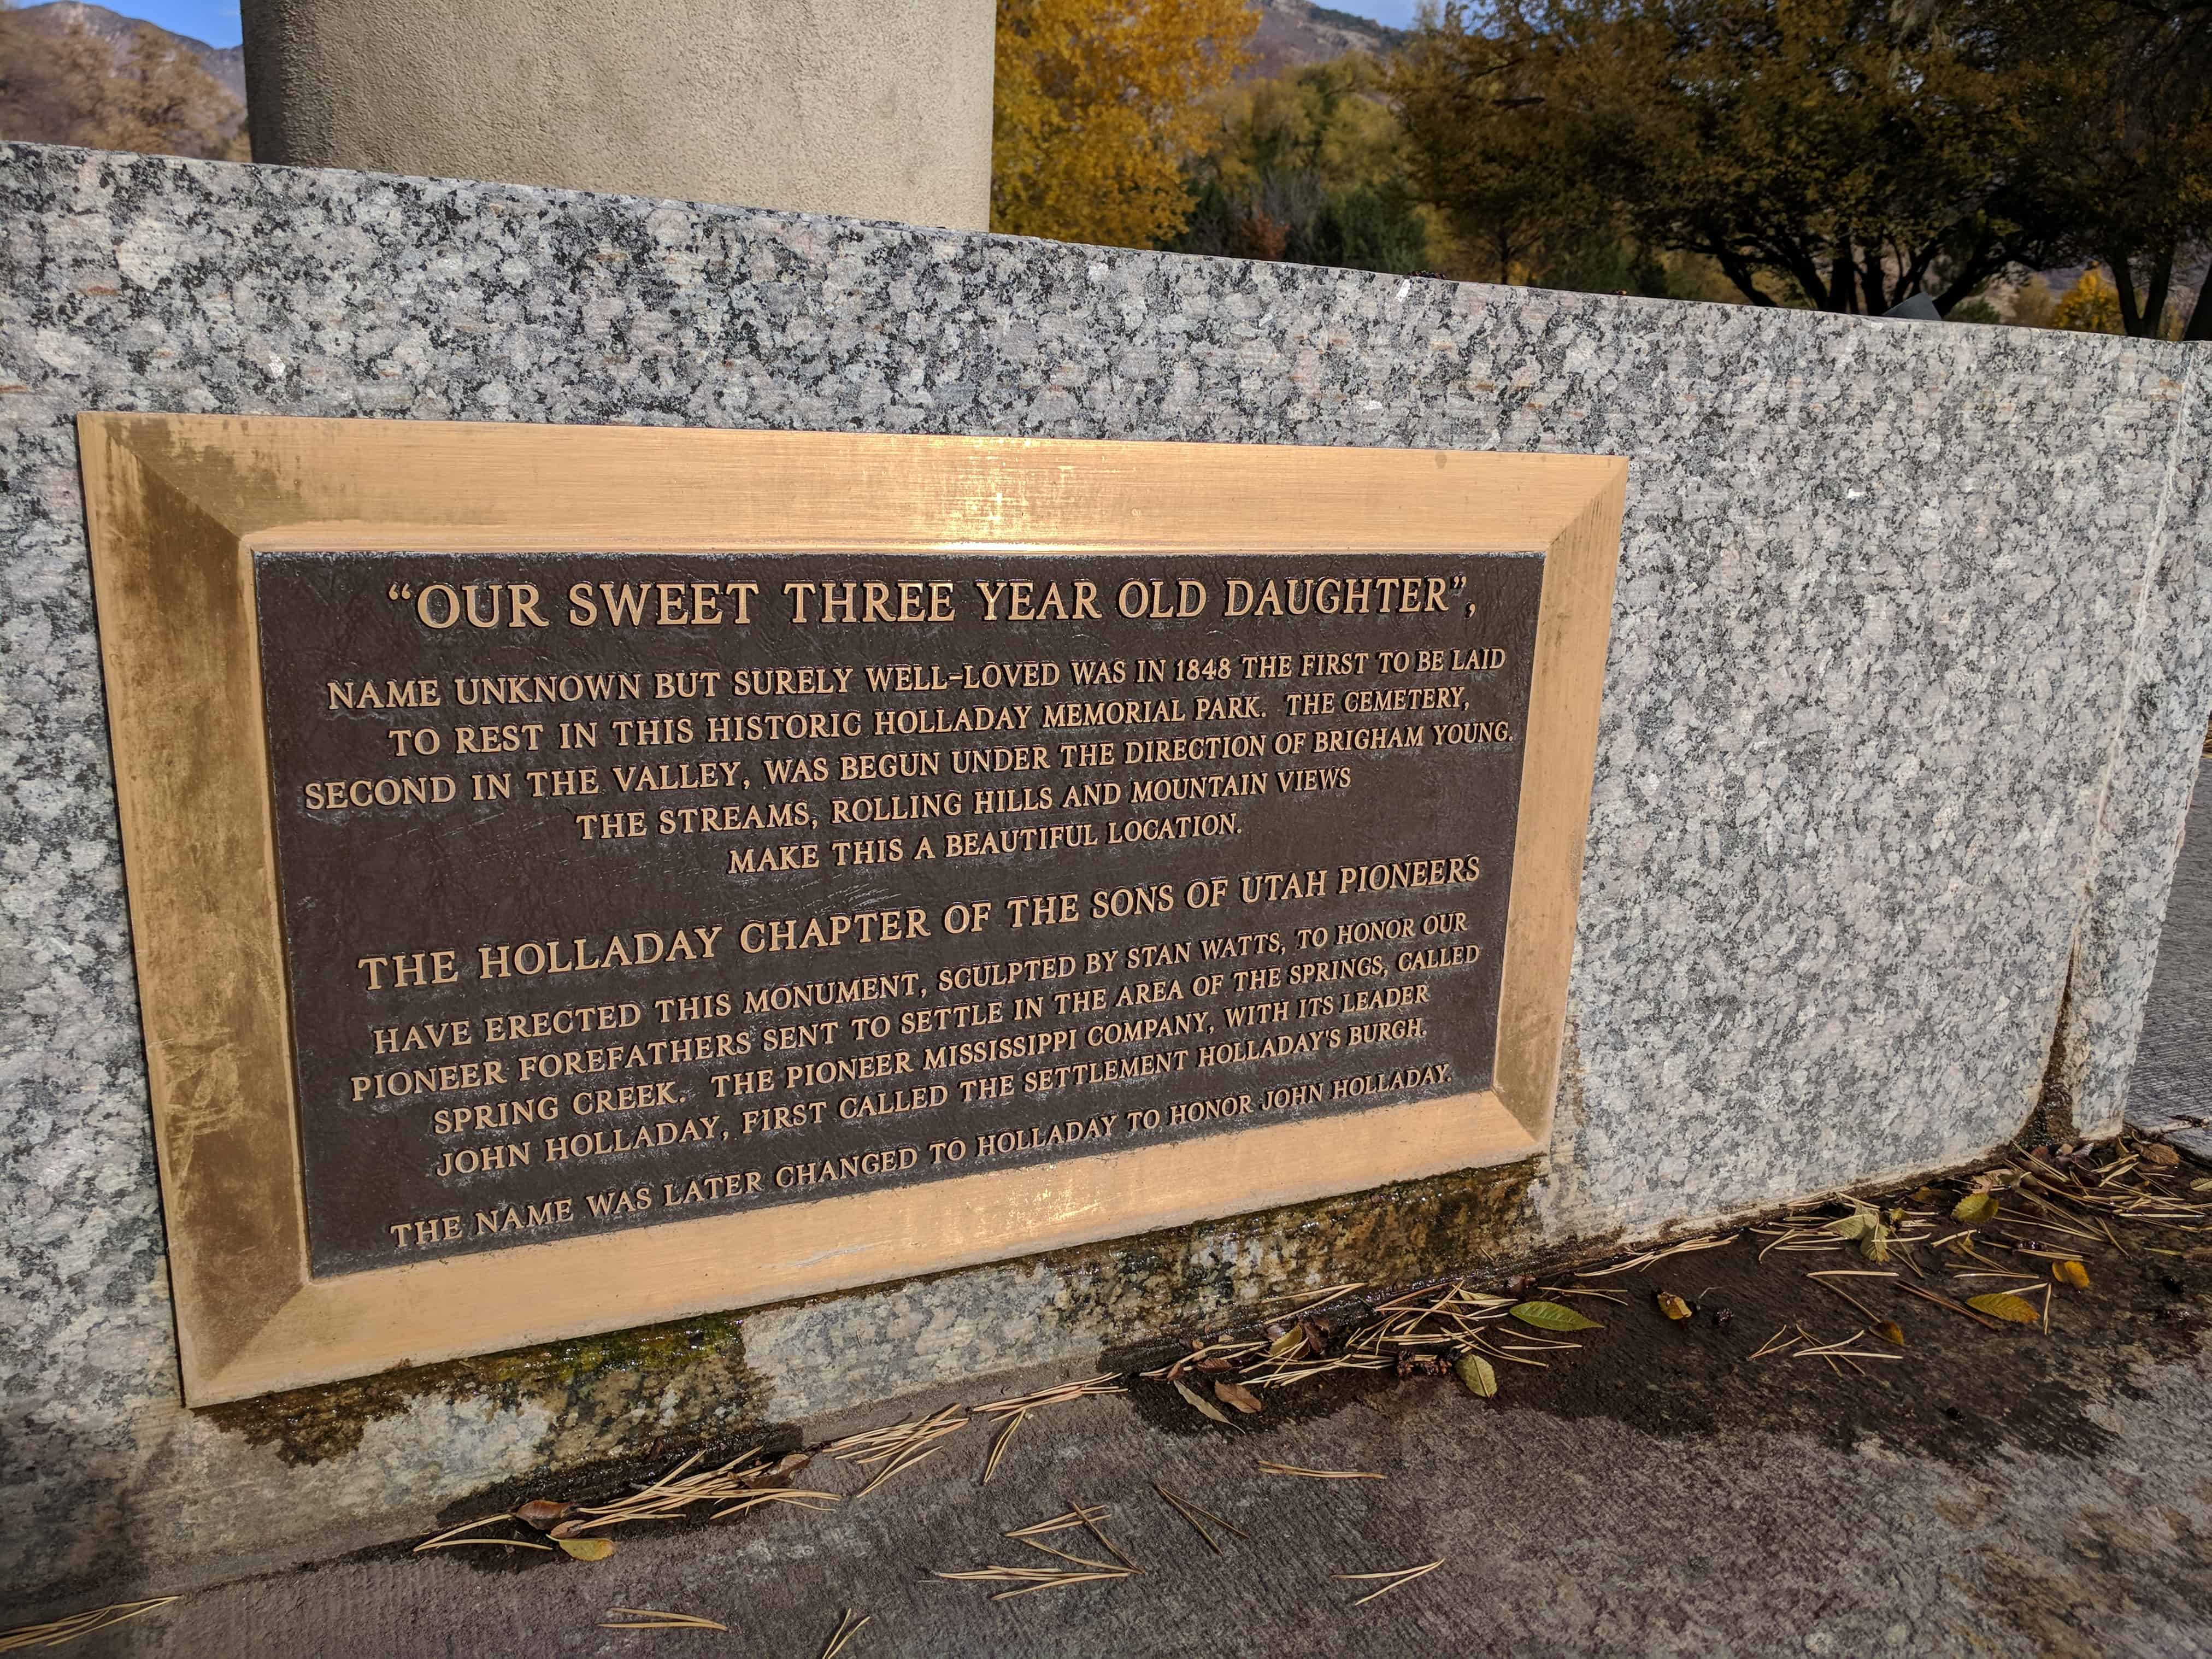 “OUR SWEET THREE YEAR OLD DAUGHTER”,
NAME UNKNOWN BUT SURELY WELL-LOVED WAS IN 1848 THE FIRST TO BE LAID
TO REST IN THIS HISTORIC HOLLADAY MEMORIAL PARK. THE CEMETERY,
SECOND IN THE VALLEY, WAS BEGUN UNDER THE DIRECTION OF BRIGHAM YOUNG.
THE STREAMS, ROLLING HILLS AND MOUNTAIN VIEWS
MAKE THIS A BEAUTIFUL LOCATION.
THE HOLLADAY CHAPTER OF THE SONS OF UTAH PIONEERS
HAVE ERECTED THIS MONUMENT, SCULPTED BY STAN WATTS, TO HONOR OUR
PIONEER FOREFATHERS SENT TO SETTLE IN THE AREA OF THE SPRINGS, CALLED
SPRING CREEK. THE PIONEER MISSISSIPPI COMPANY, WITH ITS LEADER
JOHN HOLLADAY, FIRST CALLED THE SETTLEMENT HOLLADAY'S BURGH.
THE NAME WAS LATER CHANGED TO HOLLADAY TO HONOR JOHN HOLLADAY.